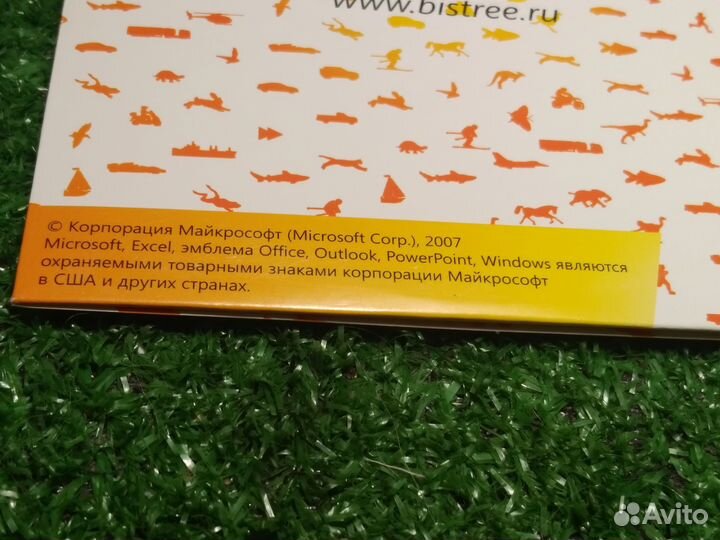 www.bistree.ru
© Корпорация Майкрософт (Microsoft Corp.), 2007
Microsoft, Excel, эмблема Office, Outlook, PowerPoint, Windows являются
охраняемыми товарными знаками корпорации Майкрософт
в США и других странах.
Avito